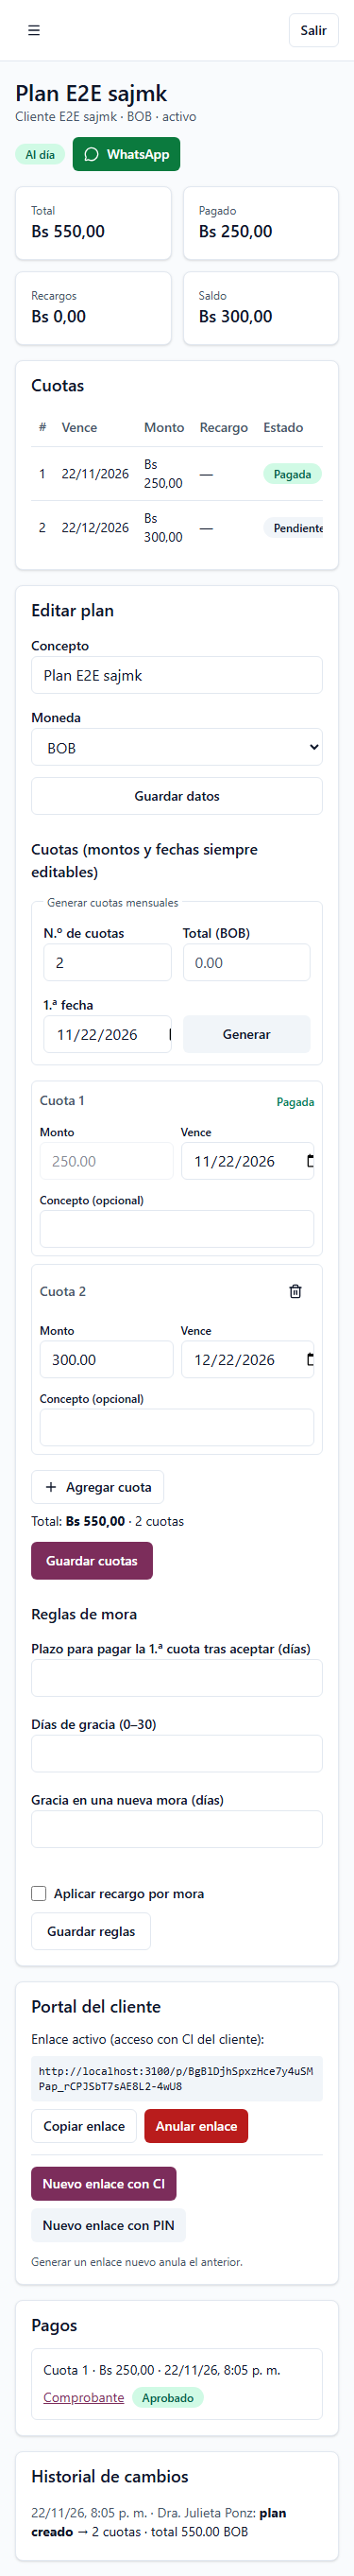 Salir
Plan E2E sajmk
Cliente E2E sajmk · BOB · activo
Al día
WhatsApp
Total
Bs 550,00
Pagado
Bs 250,00
Recargos
Bs 0,00
Saldo
Bs 300,00
Cuotas
# Vence Monto Recargo Estado
1 22/11/2026 Bs 250,00 — Pagada
2 22/12/2026 Bs 300,00 — Pendiente
Editar plan
Concepto
Plan E2E sajmk
Moneda
BOB
Guardar datos
Cuotas (montos y fechas siempre
editables)
Generar cuotas mensuales
N.º de cuotas Total (BOB)
2 0.00
1.ª fecha
11/22/2026 Generar
Cuota 1 Pagada
Monto Vence
250.00 11/22/2026
Concepto (opcional)
Cuota 2
Monto Vence
300.00 12/22/2026
Concepto (opcional)
+ Agregar cuota
Total: Bs 550,00 · 2 cuotas
Guardar cuotas
Reglas de mora
Plazo para pagar la 1.ª cuota tras aceptar (días)
Días de gracia (0–30)
Gracia en una nueva mora (días)
Aplicar recargo por mora
Guardar reglas
Portal del cliente
Enlace activo (acceso con CI del cliente):
http://localhost:3100/p/BgBlDjhSpxzHce7y4uSM
Pap_rCPJSbT7sAE8L2-4wU8
Copiar enlace Anular enlace
Nuevo enlace con CI
Nuevo enlace con PIN
Generar un enlace nuevo anula el anterior.
Pagos
Cuota 1 · Bs 250,00 · 22/11/26, 8:05 p. m.
Comprobante Aprobado
Historial de cambios
22/11/26, 8:05 p. m. · Dra. Julieta Ponz: plan
creado → 2 cuotas · total 550.00 BOB